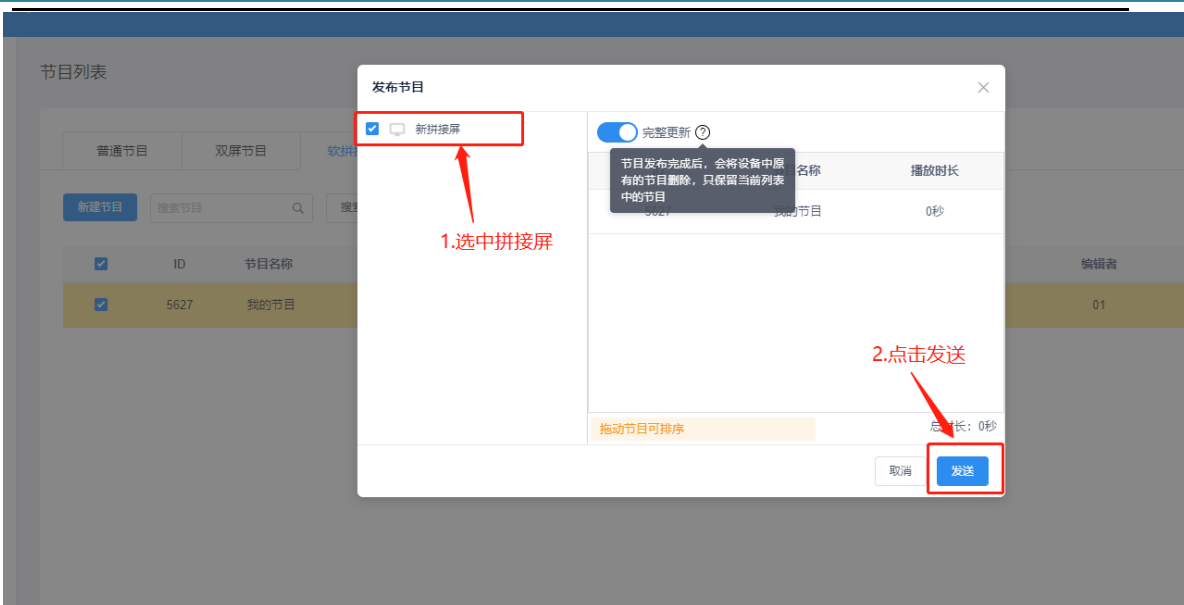 节目列表
发布节目
新拼接屏
完整更新
普通节目
双屏节目
软拼
节目发布完成后，会将设备中原
有的节目删除，只保留当前列表
中的节目
名称
播放时长
5627
我的节目
0秒
新建节目
搜索节目
搜
1.选中拼接屏
ID
节目名称
编辑者
5627
我的节目
01
2.点击发送
拖动节目可排序
总时长：0秒
取消
发送